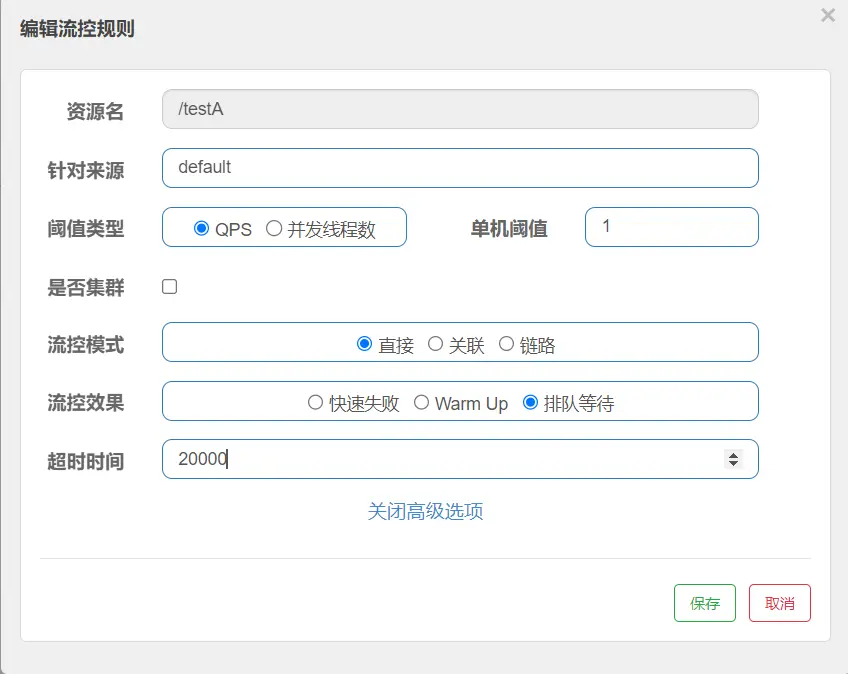 编辑流控规则
×
资源名 /testA
针对来源 default
阈值类型 QPS 并发线程数 单机阈值 1
是否集群
流控模式 直接 关联 链路
流控效果 快速失败 Warm Up 排队等待
超时时间 20000
关闭高级选项
保存 取消